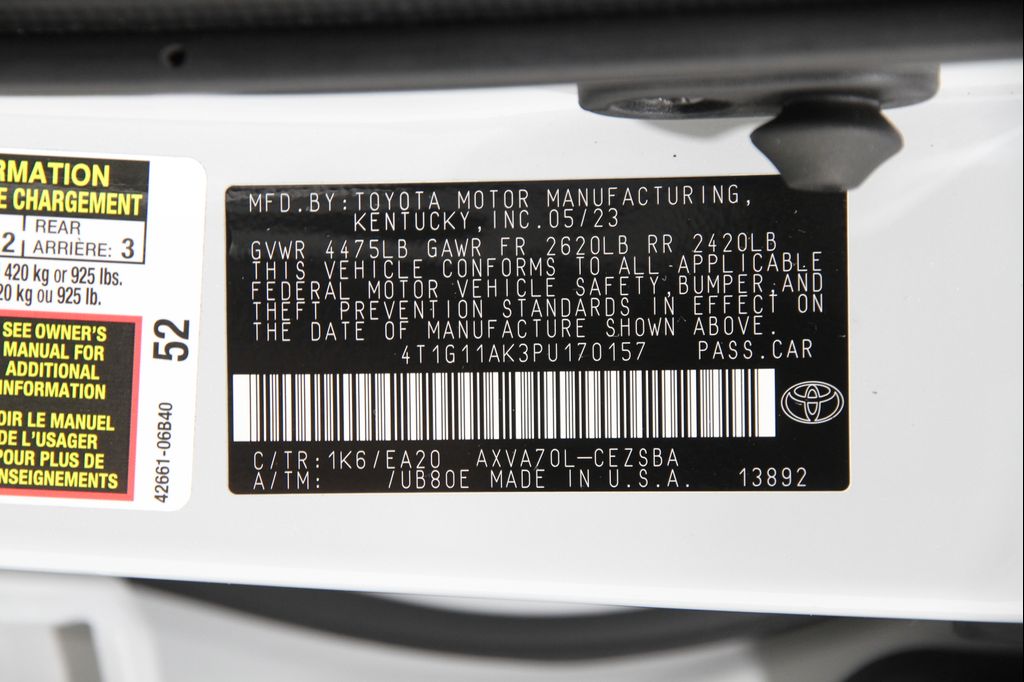 RMATION
E CHARGEMENT
2 REAR
ARRIÈRE: 3
420 kg or 925 lbs.
20 kg ou 925 lb.
SEE OWNER'S
MANUAL FOR
ADDITIONAL
INFORMATION
OIR LE MANUEL
DE L'USAGER
POUR PLUS DE
NSEIGNEMENTS
52
42661-06B40
MFD.BY:TOYOTA MOTOR MANUFACTURING,
KENTUCKY,INC.05/23
GVWR 4475LB GAWR FR 2620LB RR 2420LB
THIS VEHICLE CONFORMS TO ALL APPLICABLE
FEDERAL MOTOR VEHICLE SAFETY,BUMPER,AND
THEFT PREVENTION STANDARDS IN EFFECT ON
THE DATE OF MANUFACTURE SHOWN ABOVE.
4T1G11AK3PU170157 PASS.CAR
C/TR:1K6/EA20 AXVA70L-CEZSBA
A/TM: /UB80E MADE IN U.S.A. 13892